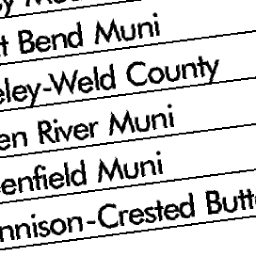 t Bend Muni
eley-Weld County
en River Muni
enfield Muni
nnison-Crested Butt